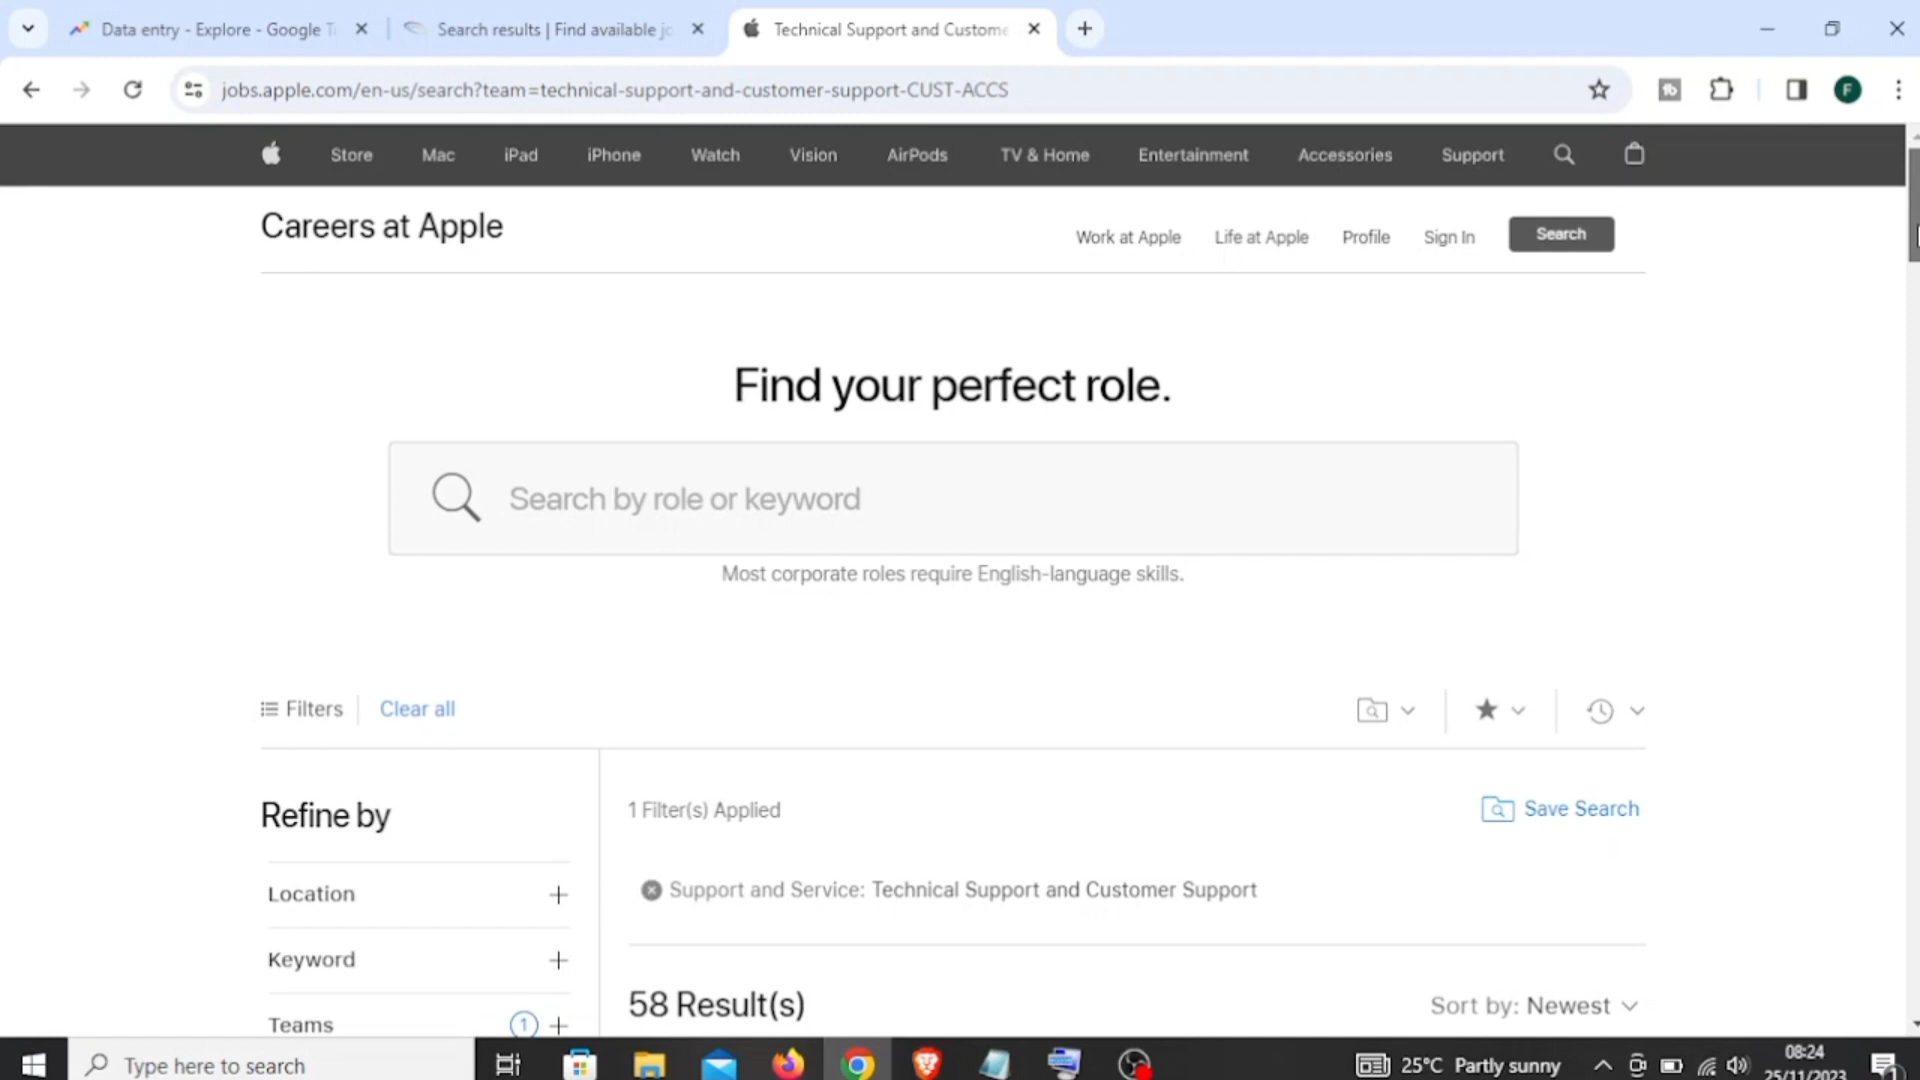 Data entry - Explore - Google T
Search results | Find available jo
Technical Support and Custome
jobs.apple.com/en-us/search?team=technical-support-and-customer-support-CUST-ACCS
F
Store Mac iPad iPhone Watch Vision AirPods TV & Home Entertainment Accessories Support
Careers at Apple
Work at Apple Life at Apple Profile Sign In Search
Find your perfect role.
Search by role or keyword
Most corporate roles require English-language skills.
Filters Clear all
Refine by
1 Filter(s) Applied
Save Search
Support and Service: Technical Support and Customer Support
Location
Keyword
58 Result(s)
Sort by: Newest
Teams 1
Type here to search
25°C Partly sunny
08:24
25/11/2023
1